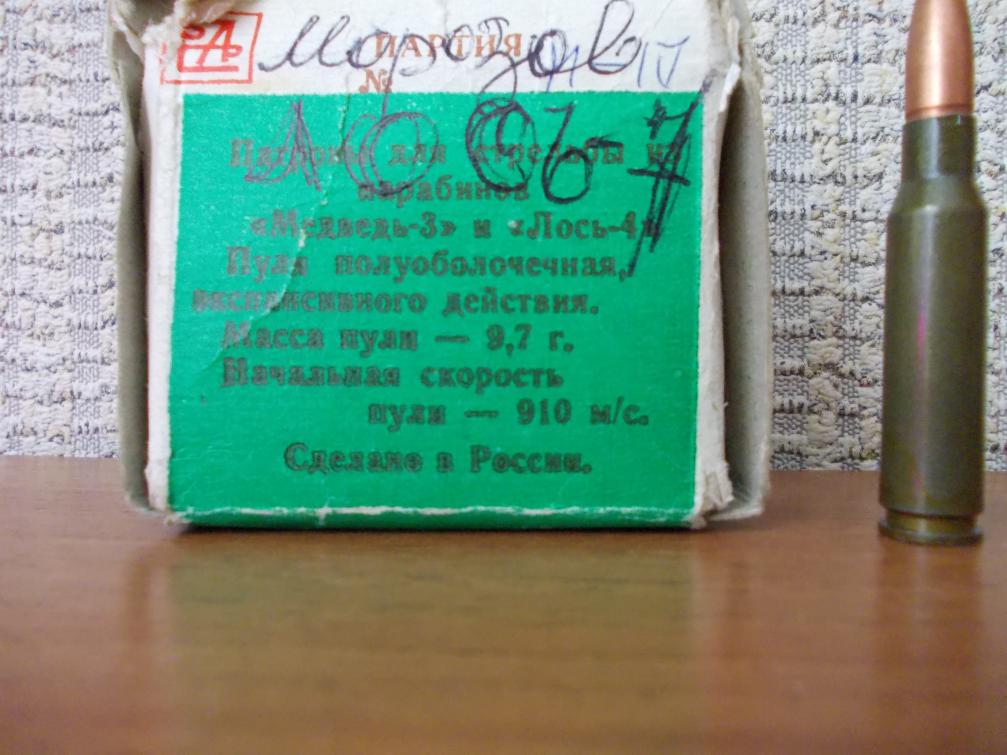 Морозов
ПАРТИЯ
№
Патроны для стрельбы из
карабинов
«Медведь-3» и «Лось-4»
Пуля полуоболочечная,
экспансивного действия.
Масса пули — 9,7 г.
Начальная скорость
пули — 910 м/с.
Сделано в России.